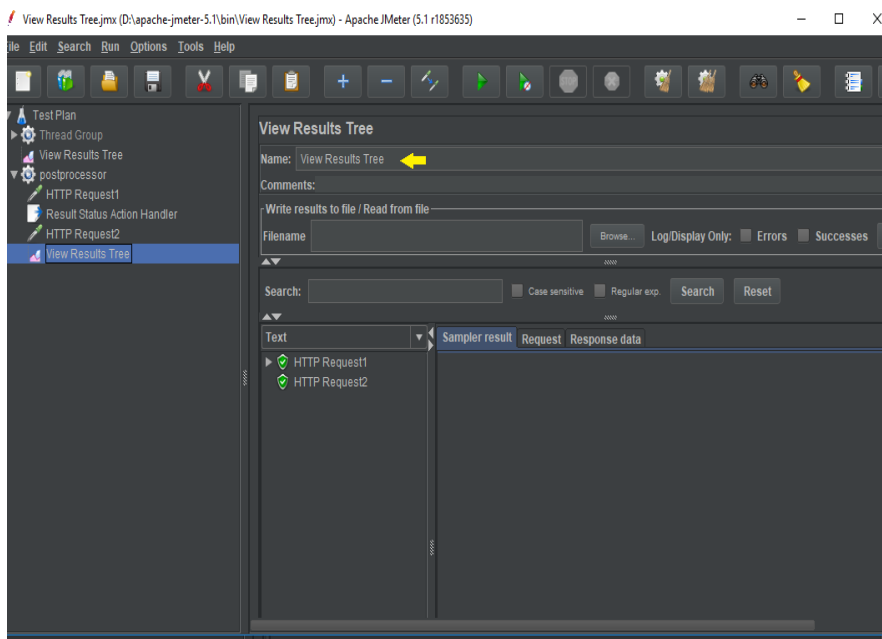 View Results Tree.jmx (D:\apache-jmeter-5.1\bin\View Results Tree.jmx) - Apache JMeter (5.1 r1853635)
File Edit Search Run Options Tools Help
Test Plan
Thread Group
View Results Tree
postprocessor
HTTP Request1
Result Status Action Handler
HTTP Request2
View Results Tree
View Results Tree
Name: View Results Tree
Comments:
Write results to file / Read from file
Filename Browse... Log/Display Only: Errors Successes
Search: Case sensitive Regular exp. Search Reset
Text
HTTP Request1
HTTP Request2
Sampler result Request Response data